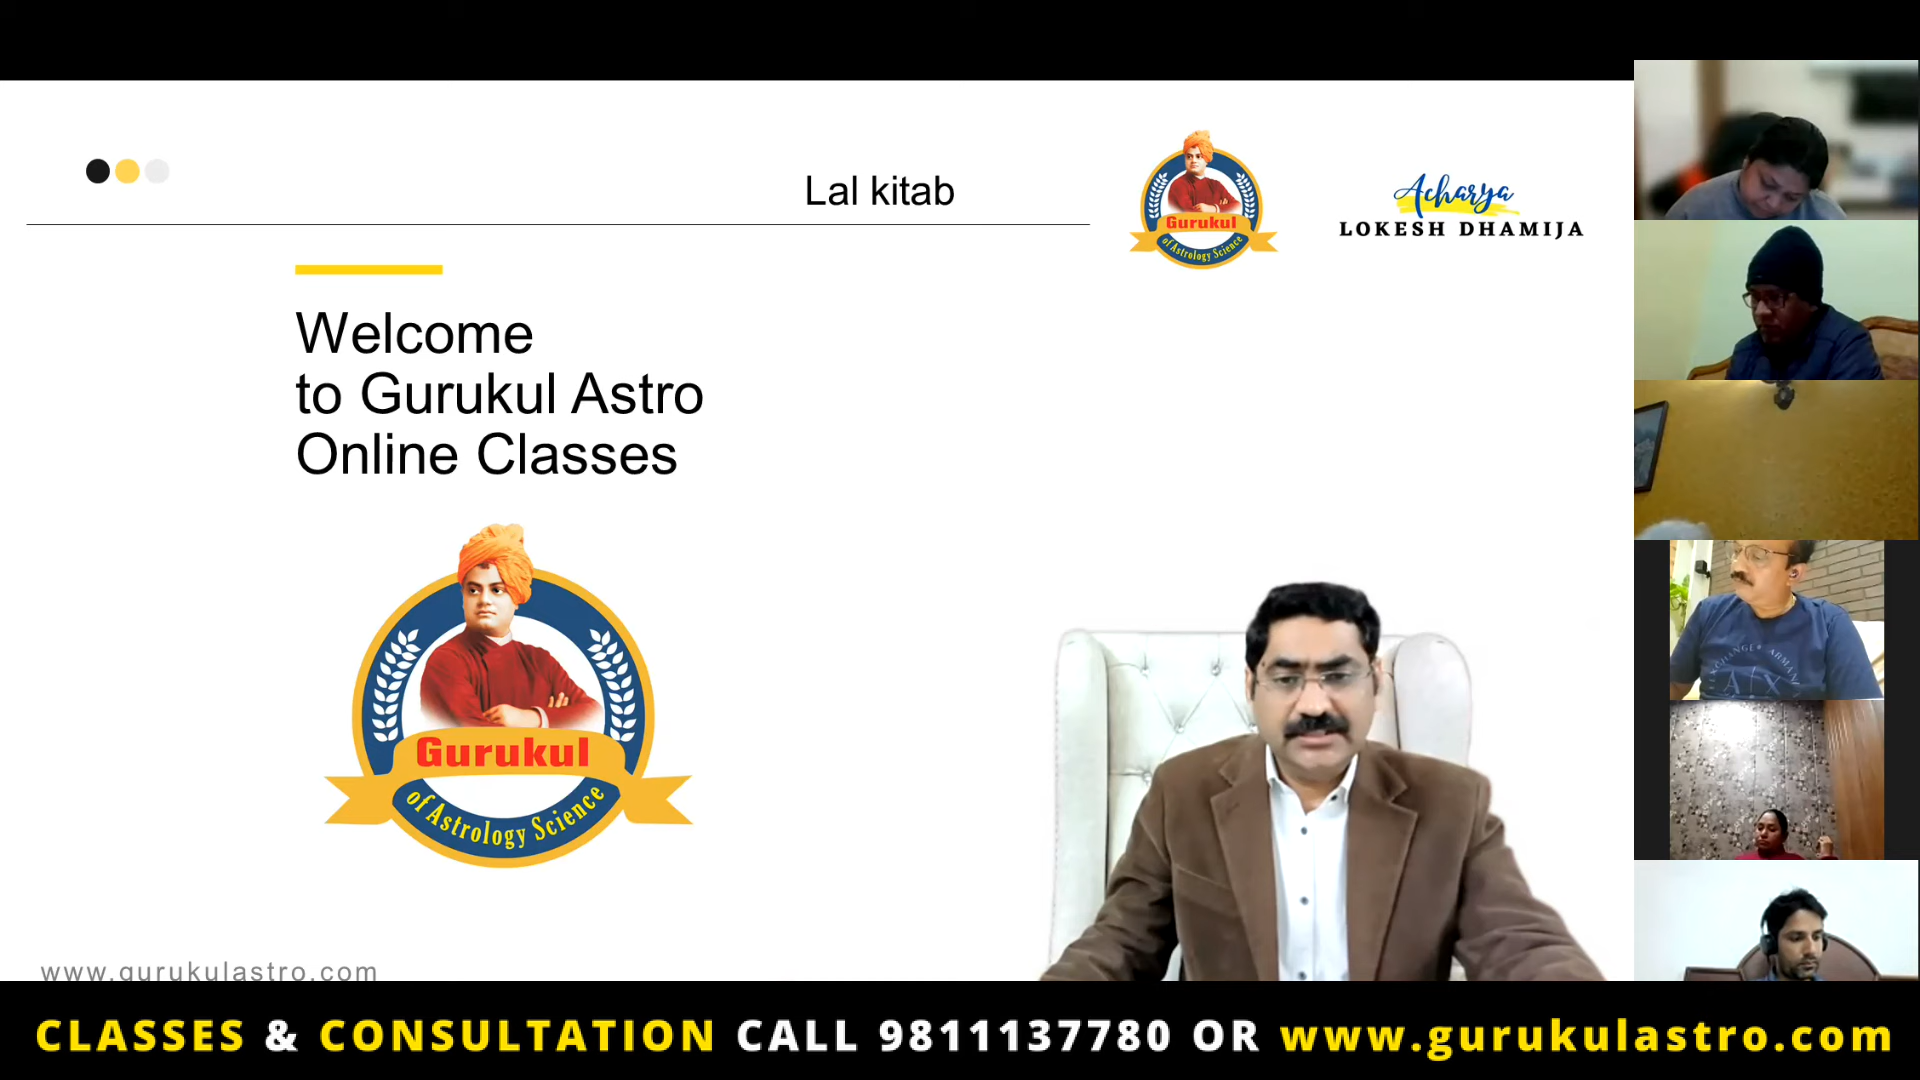 Lal kitab
Gurukul
of Astrology Science
Acharya
LOKESH DHAMIJA
Welcome
to Gurukul Astro
Online Classes
Gurukul
of Astrology Science
www.gurukulastro.com
CLASSES & CONSULTATION CALL 9811137780 OR www.gurukulastro.com